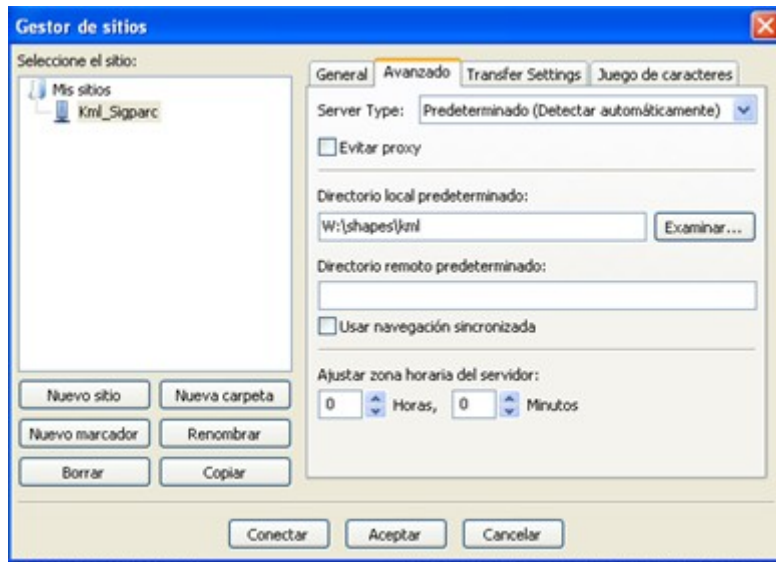 Gestor de sitios
Seleccione el sitio:
Mis sitios
Kml_Sigparc
Nuevo sitio
Nueva carpeta
Nuevo marcador
Renombrar
Borrar
Copiar
General
Avanzado
Transfer Settings
Juego de caracteres
Server Type:
Predeterminado (Detectar automáticamente)
Evitar proxy
Directorio local predeterminado:
W:\shapes\kml
Examinar...
Directorio remoto predeterminado:
Usar navegación sincronizada
Ajustar zona horaria del servidor:
0 Horas, 0 Minutos
Conectar
Aceptar
Cancelar